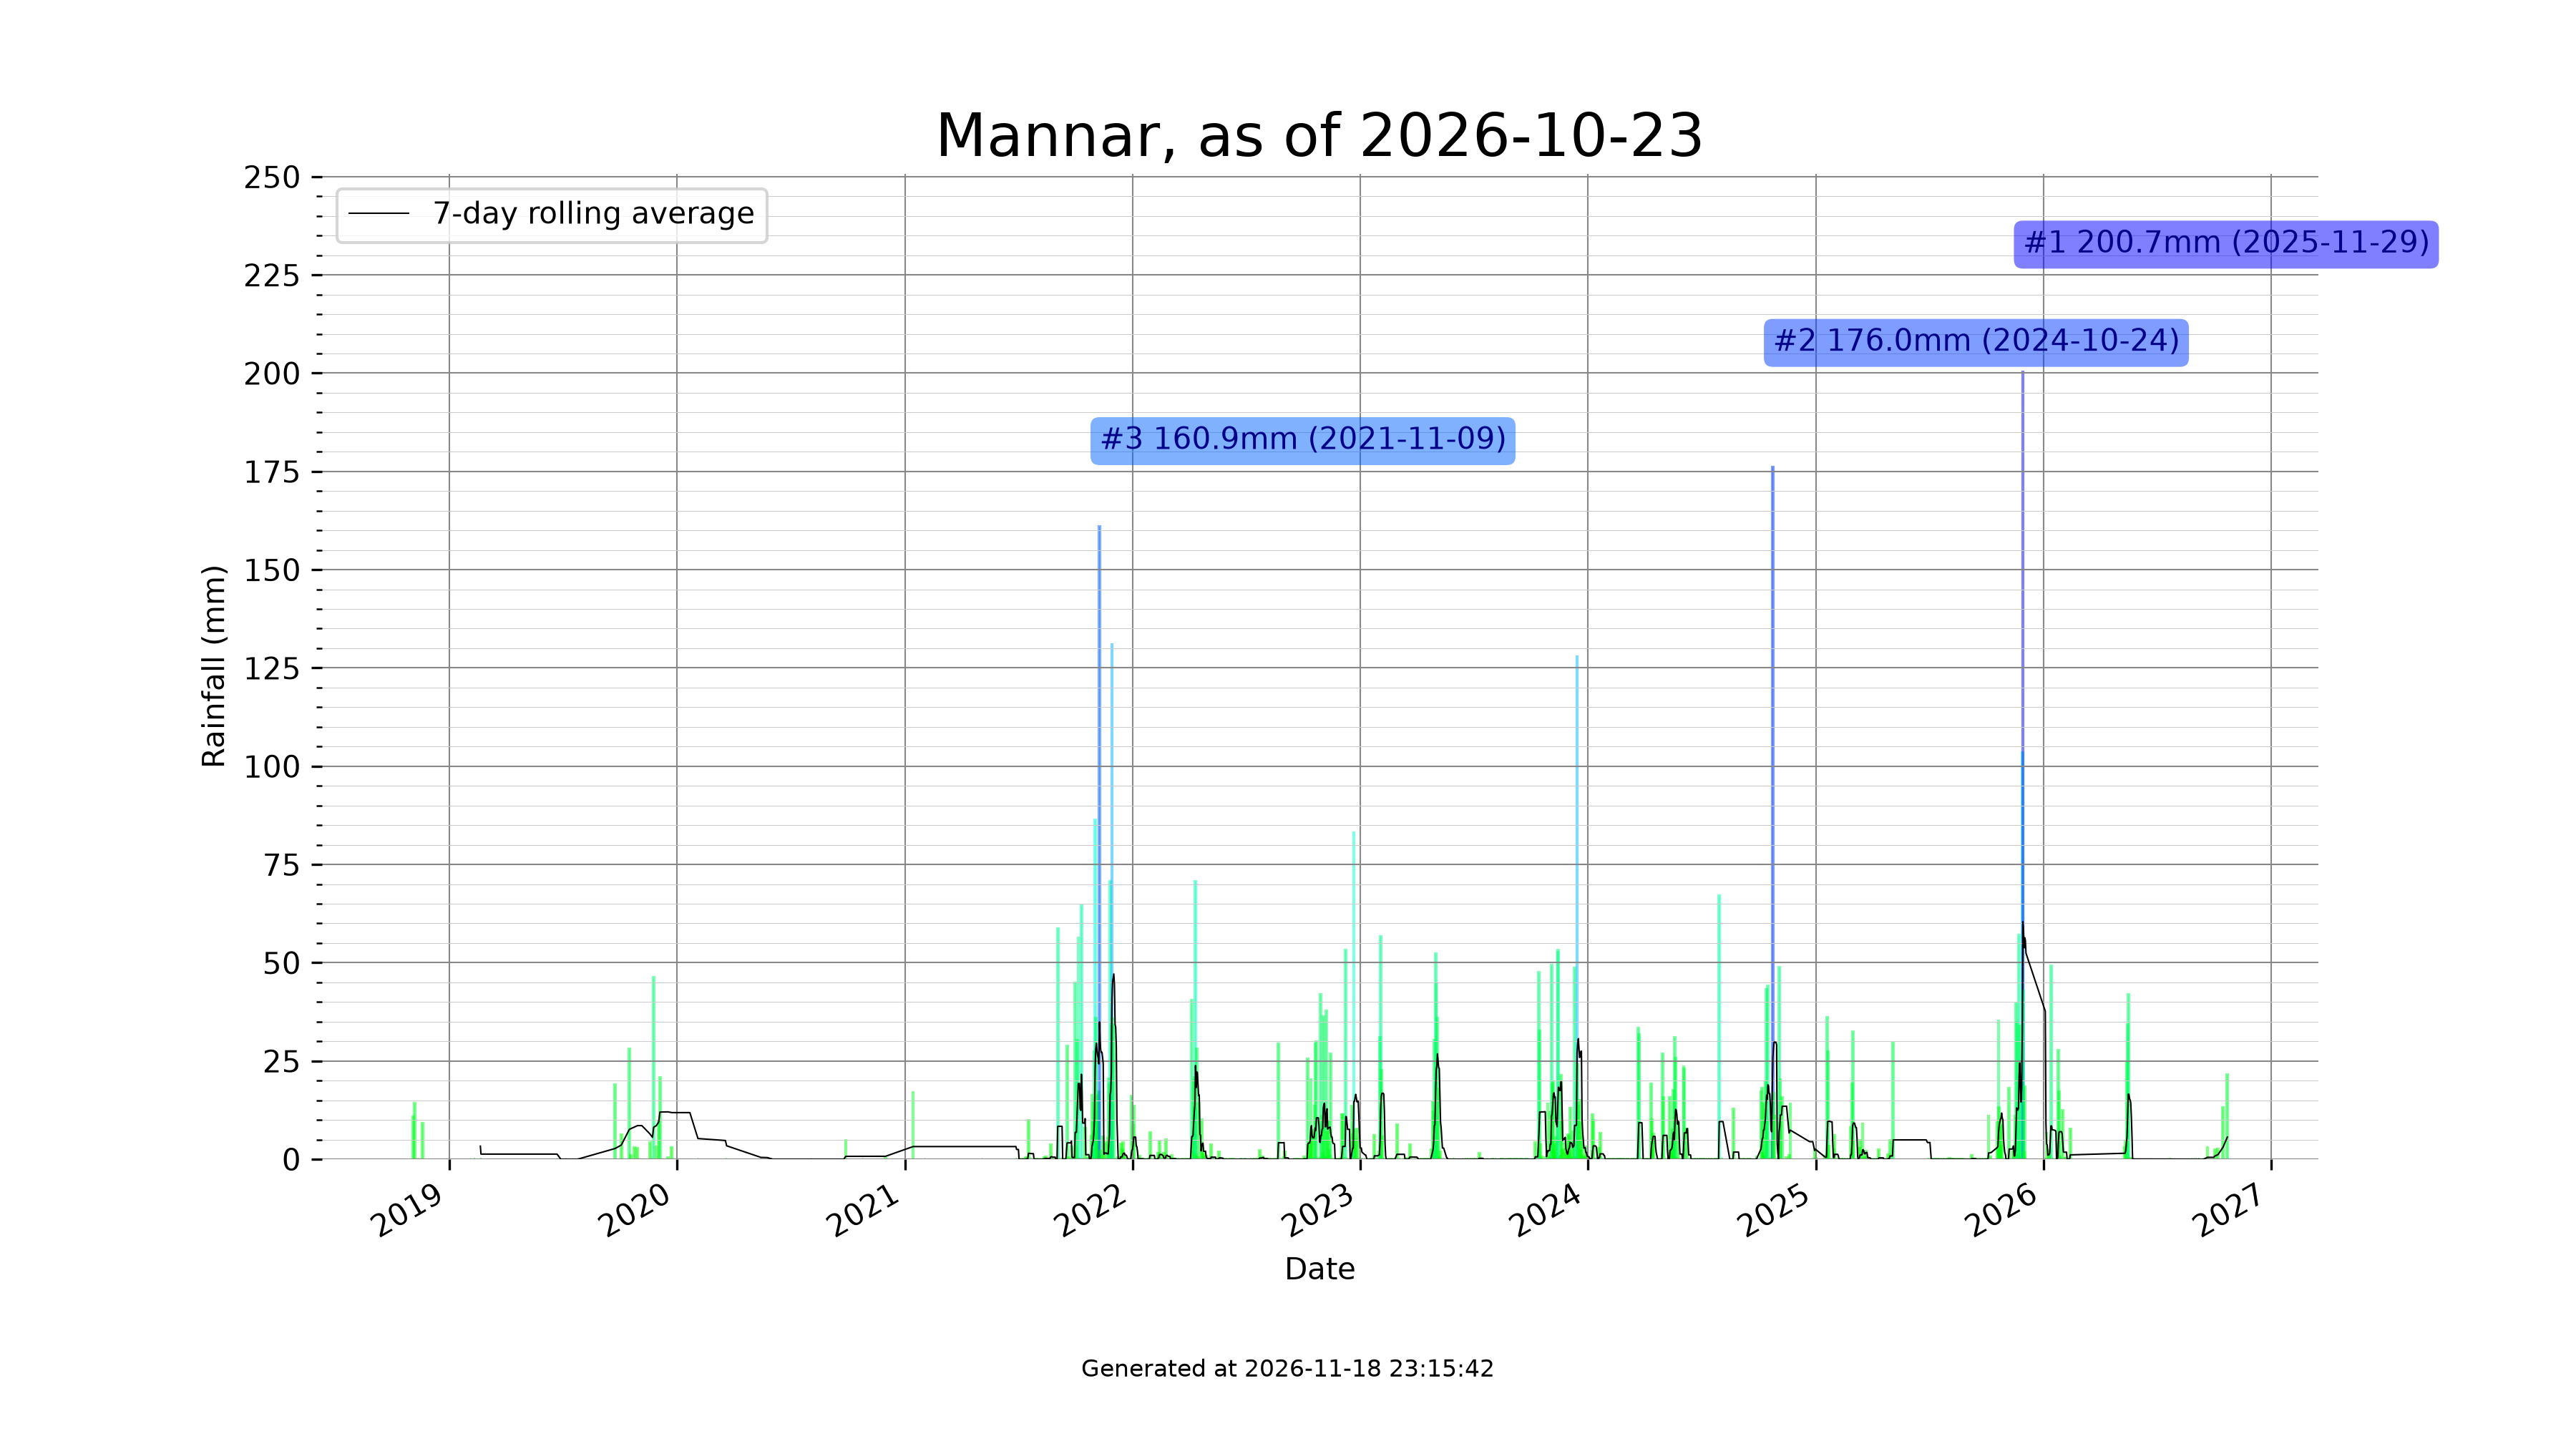 Mannar, as of 2026-10-23
250
225
200
175
150
125
100
75
50
25
0
Rainfall (mm)
7-day rolling average
#1 200.7mm (2025-11-29)
#2 176.0mm (2024-10-24)
#3 160.9mm (2021-11-09)
2019
2020
2021
2022
2023
2024
2025
2026
2027
Date
Generated at 2026-11-18 23:15:42